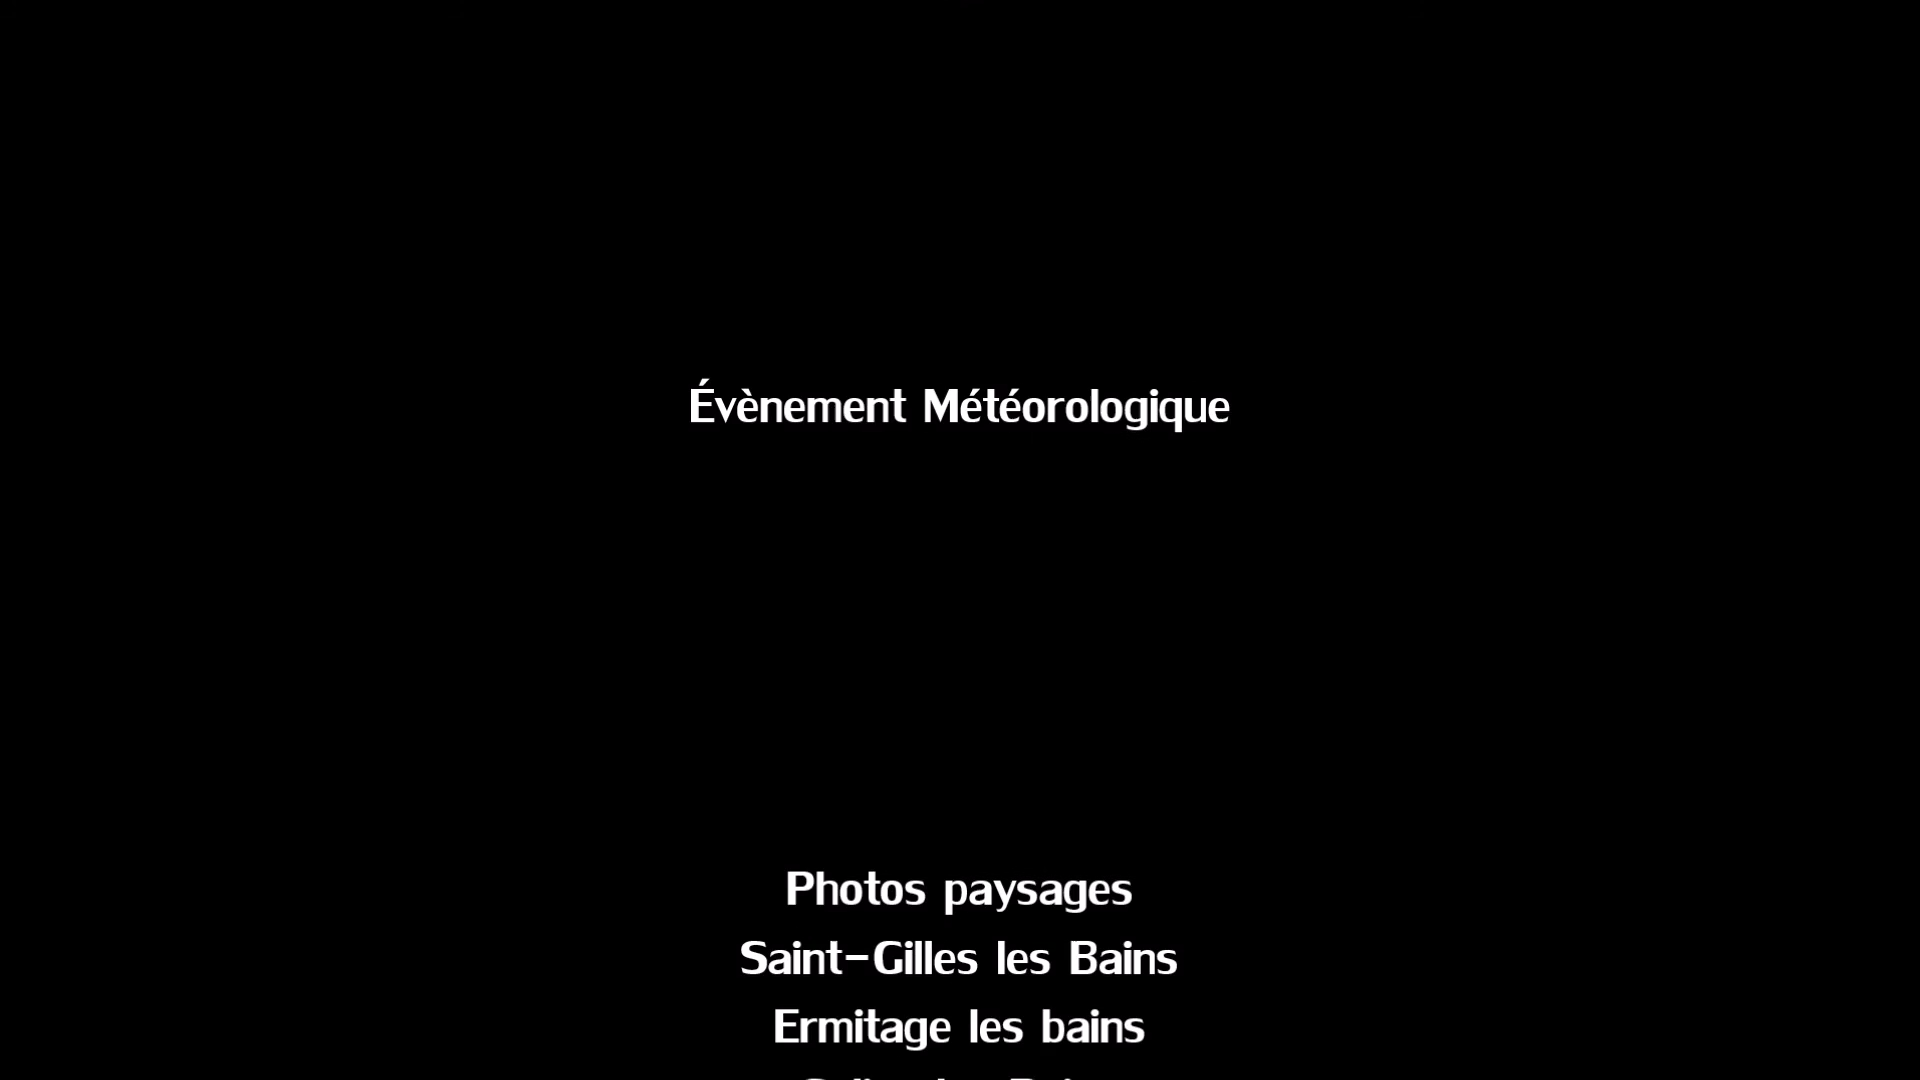 Évènement Météorologique
Photos paysages
Saint-Gilles les Bains
Ermitage les bains